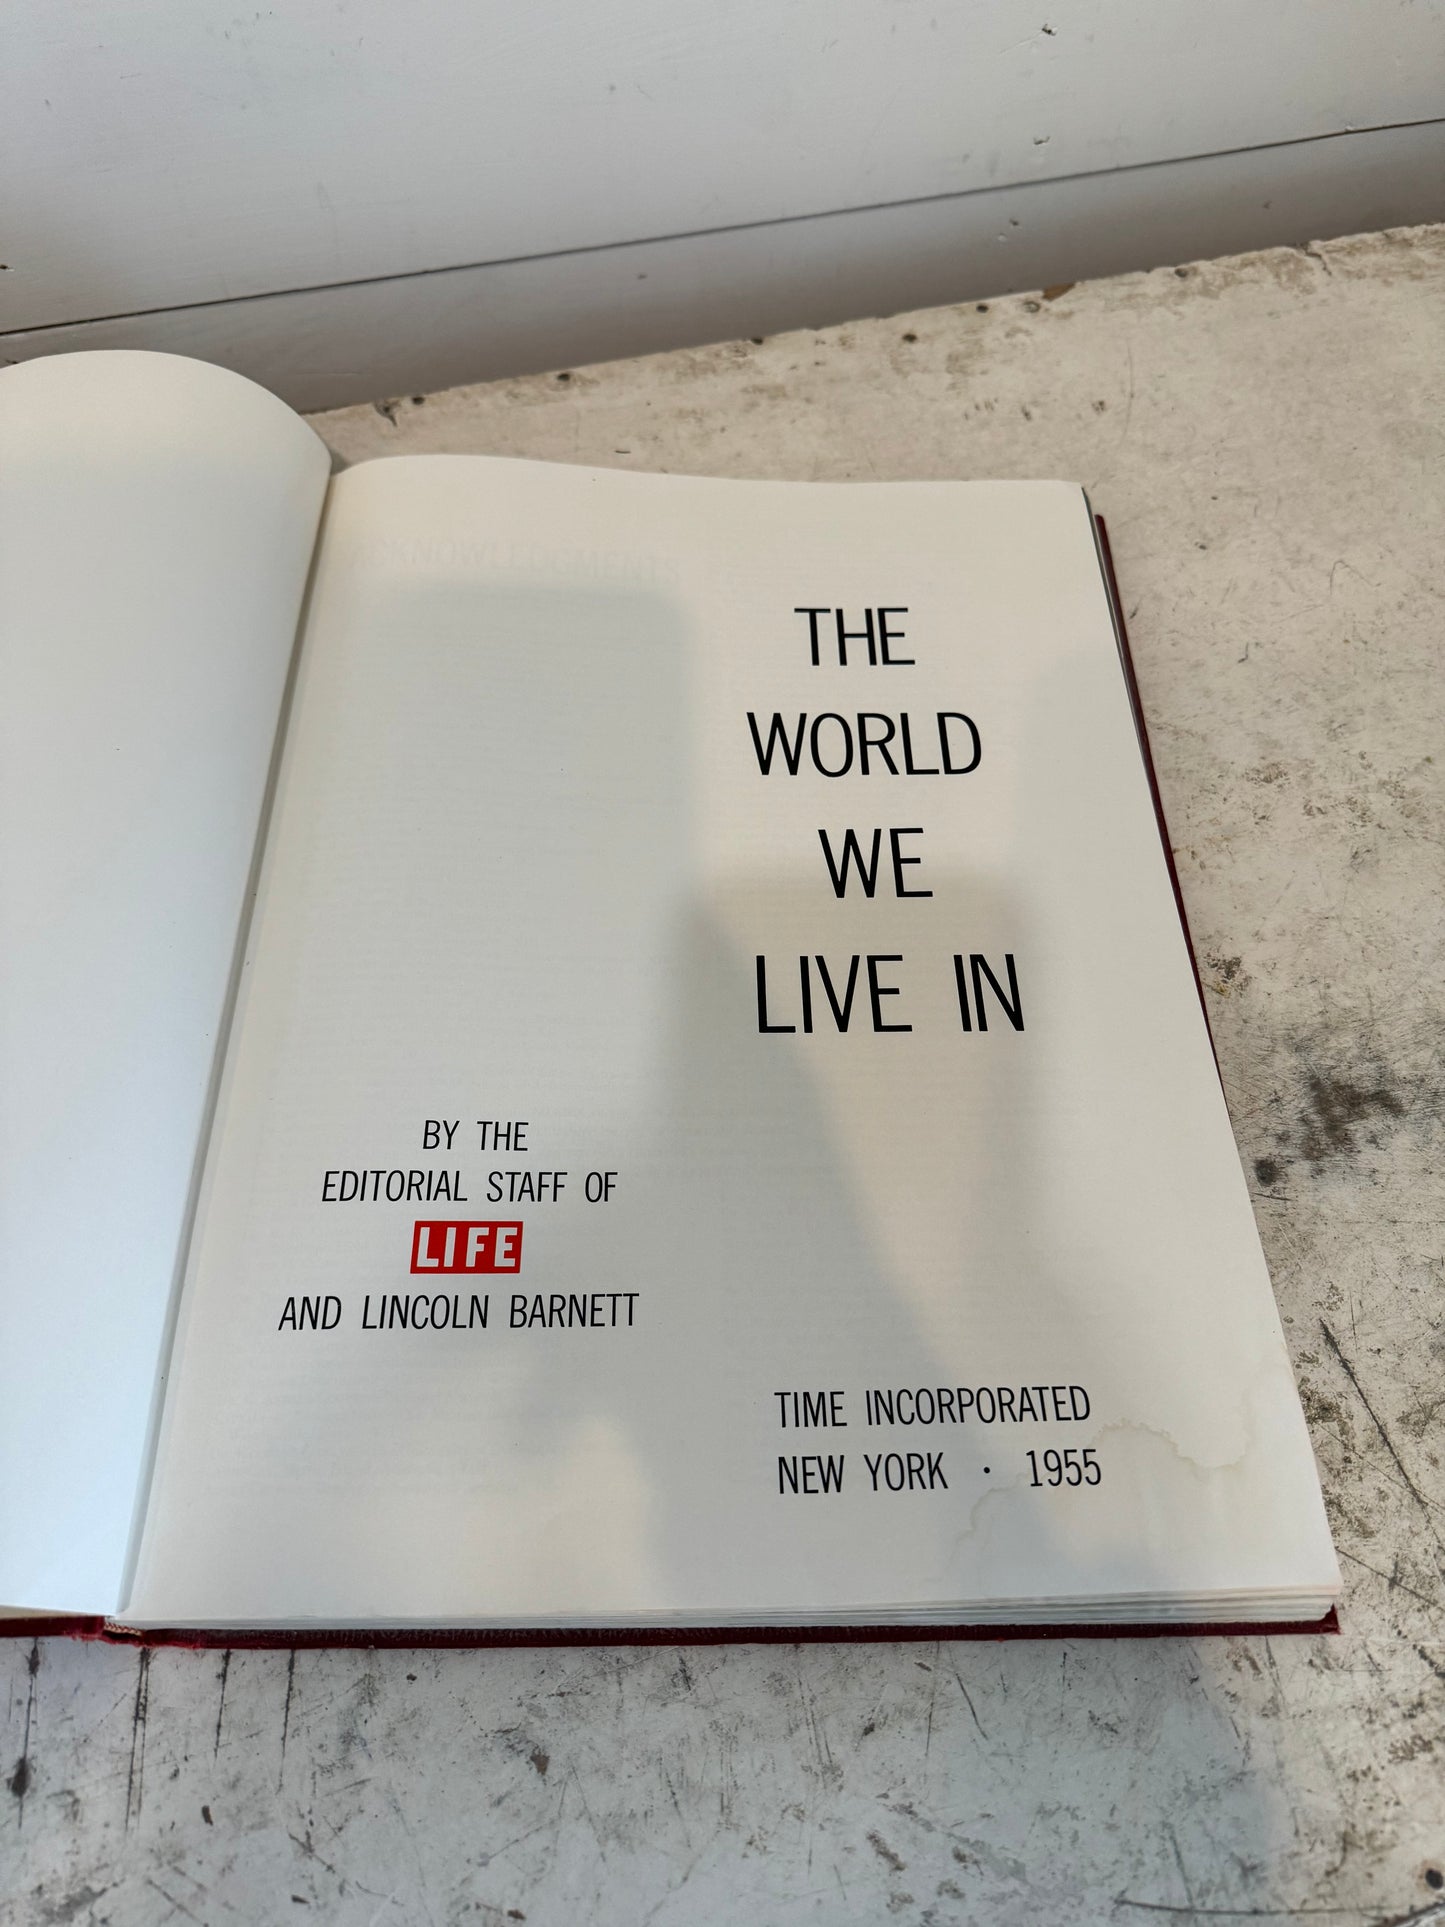 ACKNOWLEDGMENTS
THE
WORLD
WE
LIVE IN
BY THE
EDITORIAL STAFF OF
LIFE
AND LINCOLN BARNETT
TIME INCORPORATED
NEW YORK · 1955